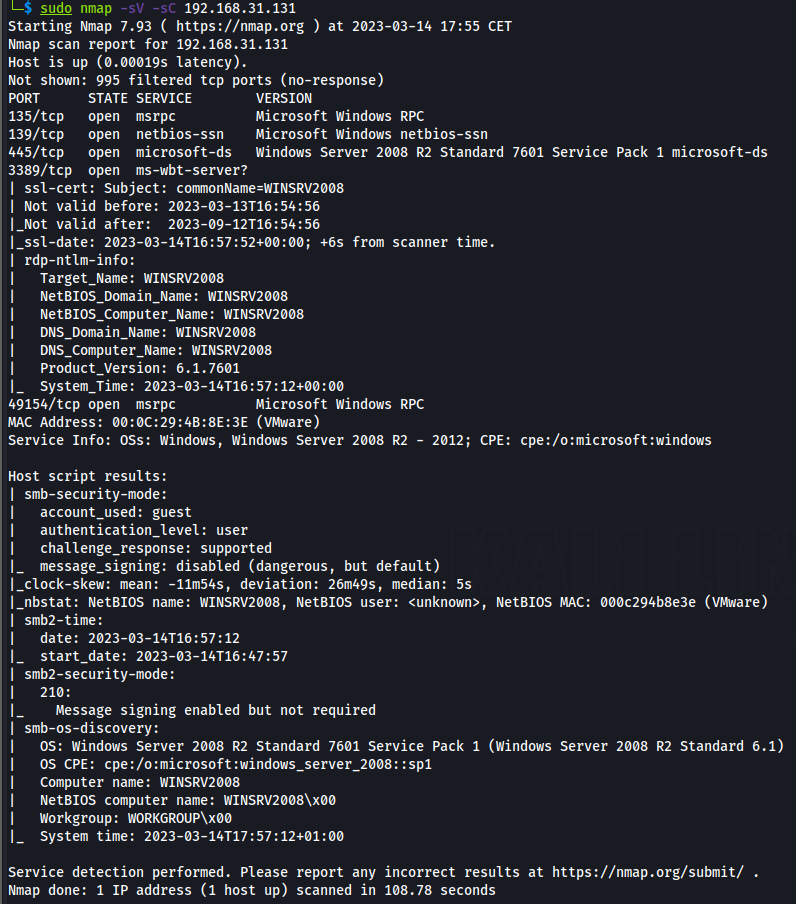 └─$ sudo nmap -sV -sC 192.168.31.131
Starting Nmap 7.93 ( https://nmap.org ) at 2023-03-14 17:55 CET
Nmap scan report for 192.168.31.131
Host is up (0.00019s latency).
Not shown: 995 filtered tcp ports (no-response)
PORT      STATE SERVICE        VERSION
135/tcp   open  msrpc          Microsoft Windows RPC
139/tcp   open  netbios-ssn    Microsoft Windows netbios-ssn
445/tcp   open  microsoft-ds   Windows Server 2008 R2 Standard 7601 Service Pack 1 microsoft-ds
3389/tcp  open  ms-wbt-server?
| ssl-cert: Subject: commonName=WINSRV2008
| Not valid before: 2023-03-13T16:54:56
|_Not valid after:  2023-09-12T16:54:56
|_ssl-date: 2023-03-14T16:57:52+00:00; +6s from scanner time.
| rdp-ntlm-info:
|   Target_Name: WINSRV2008
|   NetBIOS_Domain_Name: WINSRV2008
|   NetBIOS_Computer_Name: WINSRV2008
|   DNS_Domain_Name: WINSRV2008
|   DNS_Computer_Name: WINSRV2008
|   Product_Version: 6.1.7601
|_  System_Time: 2023-03-14T16:57:12+00:00
49154/tcp open  msrpc          Microsoft Windows RPC
MAC Address: 00:0C:29:4B:8E:3E (VMware)
Service Info: OSs: Windows, Windows Server 2008 R2 - 2012; CPE: cpe:/o:microsoft:windows

Host script results:
| smb-security-mode:
|   account_used: guest
|   authentication_level: user
|   challenge_response: supported
|_  message_signing: disabled (dangerous, but default)
|_clock-skew: mean: -11m54s, deviation: 26m49s, median: 5s
|_nbstat: NetBIOS name: WINSRV2008, NetBIOS user: <unknown>, NetBIOS MAC: 000c294b8e3e (VMware)
| smb2-time:
|   date: 2023-03-14T16:57:12
|_  start_date: 2023-03-14T16:47:57
| smb2-security-mode:
|   210:
|_    Message signing enabled but not required
| smb-os-discovery:
|   OS: Windows Server 2008 R2 Standard 7601 Service Pack 1 (Windows Server 2008 R2 Standard 6.1)
|   OS CPE: cpe:/o:microsoft:windows_server_2008::sp1
|   Computer name: WINSRV2008
|   NetBIOS computer name: WINSRV2008\x00
|   Workgroup: WORKGROUP\x00
|_  System time: 2023-03-14T17:57:12+01:00

Service detection performed. Please report any incorrect results at https://nmap.org/submit/ .
Nmap done: 1 IP address (1 host up) scanned in 108.78 seconds
KALI LIN